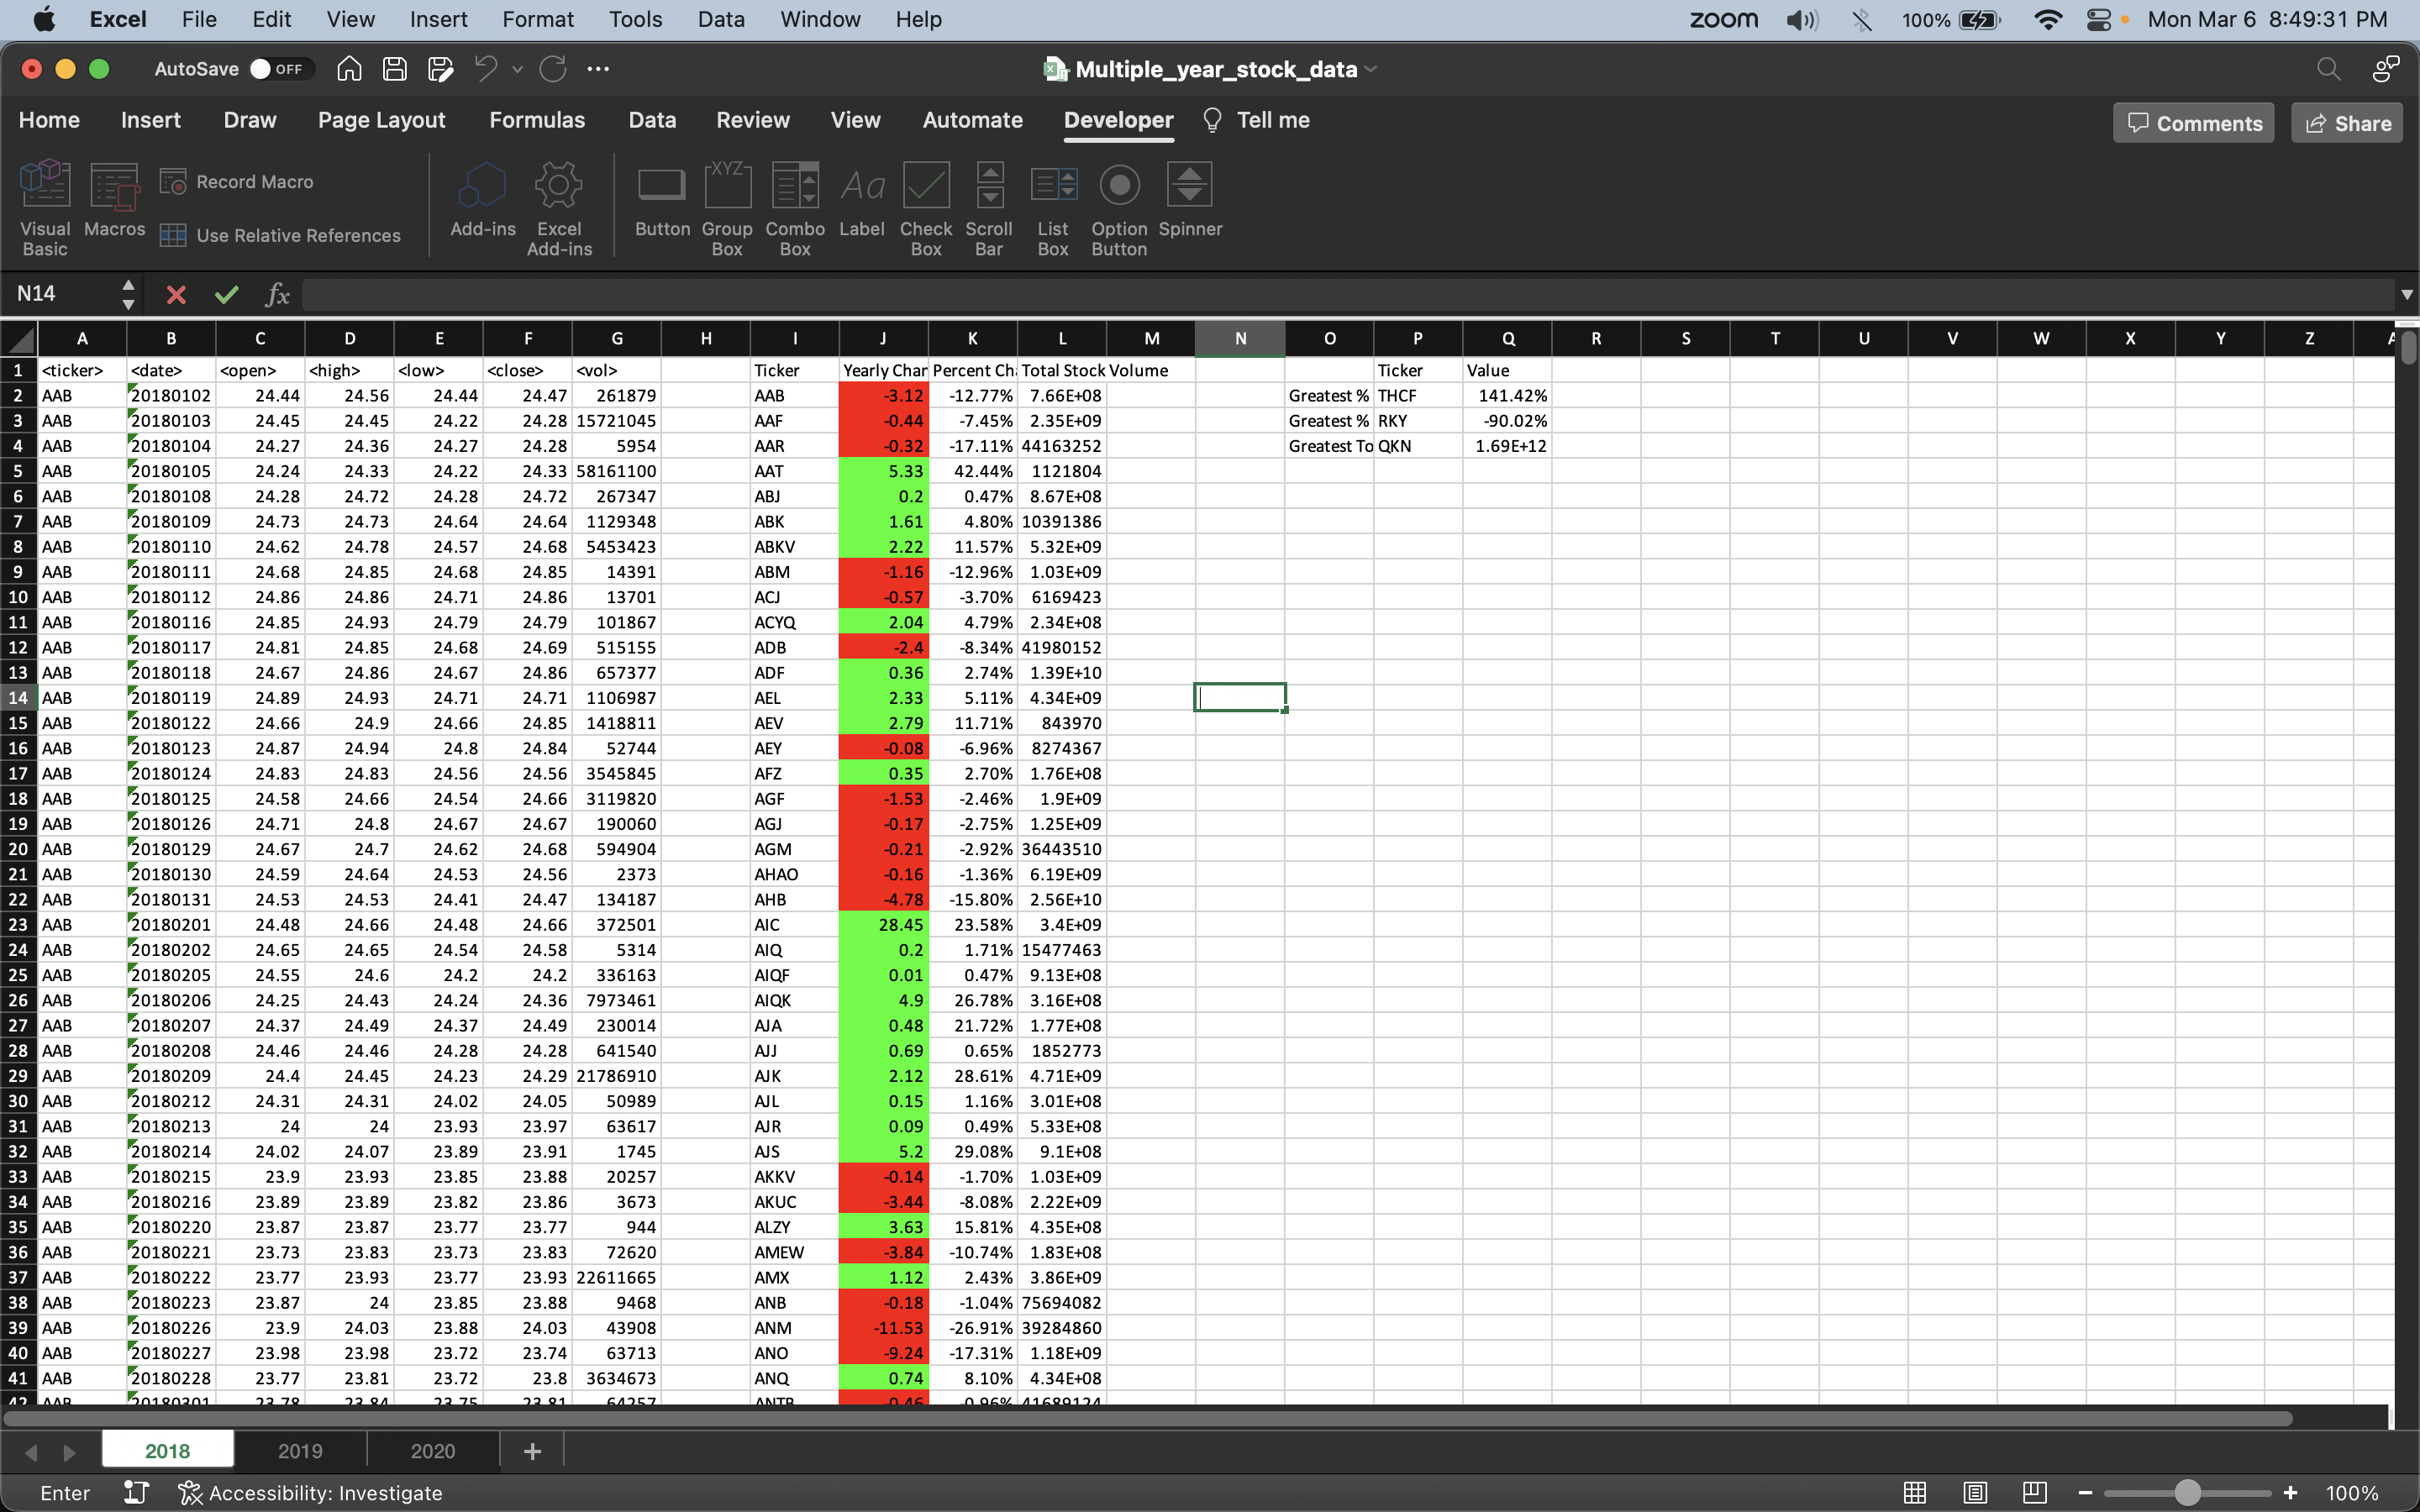 Excel File Edit View Insert Format Tools Data Window Help zoom 100% Mon Mar 6 8:49:31 PM
AutoSave OFF Multiple_year_stock_data
Home Insert Draw Page Layout Formulas Data Review View Automate Developer Tell me Comments Share
Visual Basic Macros Record Macro Use Relative References Add-ins Excel Add-ins Button XYZ Group Box Combo Box Aa Label Check Box Scroll Bar List Box Option Button Spinner
N14 fx
A B C D E F G H I J K L M N O P Q R S T U V W X Y Z
1 <ticker> <date> <open> <high> <low> <close> <vol> Ticker Yearly Char Percent Ch Total Stock Volume Ticker Value
2 AAB 20180102 24.44 24.56 24.44 24.47 261879 AAB -3.12 -12.77% 7.66E+08 Greatest % THCF 141.42%
3 AAB 20180103 24.45 24.45 24.22 24.28 15721045 AAF -0.44 -7.45% 2.35E+09 Greatest % RKY -90.02%
4 AAB 20180104 24.27 24.36 24.27 24.28 5954 AAR -0.32 -17.11% 44163252 Greatest To QKN 1.69E+12
5 AAB 20180105 24.24 24.33 24.22 24.33 58161100 AAT 5.33 42.44% 1121804
6 AAB 20180108 24.28 24.72 24.28 24.72 267347 ABJ 0.2 0.47% 8.67E+08
7 AAB 20180109 24.73 24.73 24.64 24.64 1129348 ABK 1.61 4.80% 10391386
8 AAB 20180110 24.62 24.78 24.57 24.68 5453423 ABKV 2.22 11.57% 5.32E+09
9 AAB 20180111 24.68 24.85 24.68 24.85 14391 ABM -1.16 -12.96% 1.03E+09
10 AAB 20180112 24.86 24.86 24.71 24.86 13701 ACJ -0.57 -3.70% 6169423
11 AAB 20180116 24.85 24.93 24.79 24.79 101867 ACYQ 2.04 4.79% 2.34E+08
12 AAB 20180117 24.81 24.85 24.68 24.69 515155 ADB -2.4 -8.34% 41980152
13 AAB 20180118 24.67 24.86 24.67 24.86 657377 ADF 0.36 2.74% 1.39E+10
14 AAB 20180119 24.89 24.93 24.71 24.71 1106987 AEL 2.33 5.11% 4.34E+09
15 AAB 20180122 24.66 24.9 24.66 24.85 1418811 AEV 2.79 11.71% 843970
16 AAB 20180123 24.87 24.94 24.8 24.84 52744 AEY -0.08 -6.96% 8274367
17 AAB 20180124 24.83 24.83 24.56 24.56 3545845 AFZ 0.35 2.70% 1.76E+08
18 AAB 20180125 24.58 24.66 24.54 24.66 3119820 AGF -1.53 -2.46% 1.9E+09
19 AAB 20180126 24.71 24.8 24.67 24.67 190060 AGJ -0.17 -2.75% 1.25E+09
20 AAB 20180129 24.67 24.7 24.62 24.68 594904 AGM -0.21 -2.92% 36443510
21 AAB 20180130 24.59 24.64 24.53 24.56 2373 AHAO -0.16 -1.36% 6.19E+09
22 AAB 20180131 24.53 24.53 24.41 24.47 134187 AHB -4.78 -15.80% 2.56E+10
23 AAB 20180201 24.48 24.66 24.48 24.66 372501 AIC 28.45 23.58% 3.4E+09
24 AAB 20180202 24.65 24.65 24.54 24.58 5314 AIQ 0.2 1.71% 15477463
25 AAB 20180205 24.55 24.6 24.2 24.2 336163 AIQF 0.01 0.47% 9.13E+08
26 AAB 20180206 24.25 24.43 24.24 24.36 7973461 AIQK 4.9 26.78% 3.16E+08
27 AAB 20180207 24.37 24.49 24.37 24.49 230014 AJA 0.48 21.72% 1.77E+08
28 AAB 20180208 24.46 24.46 24.28 24.28 641540 AJJ 0.69 0.65% 1852773
29 AAB 20180209 24.4 24.45 24.23 24.29 21786910 AJK 2.12 28.61% 4.71E+09
30 AAB 20180212 24.31 24.31 24.02 24.05 50989 AJL 0.15 1.16% 3.01E+08
31 AAB 20180213 24 24 23.93 23.97 63617 AJR 0.09 0.49% 5.33E+08
32 AAB 20180214 24.02 24.07 23.89 23.91 1745 AJS 5.2 29.08% 9.1E+08
33 AAB 20180215 23.9 23.93 23.85 23.88 20257 AKKV -0.14 -1.70% 1.03E+09
34 AAB 20180216 23.89 23.89 23.82 23.86 3673 AKUC -3.44 -8.08% 2.22E+09
35 AAB 20180220 23.87 23.87 23.77 23.77 944 ALZY 3.63 15.81% 4.35E+08
36 AAB 20180221 23.73 23.83 23.73 23.83 72620 AMEW -3.84 -10.74% 1.83E+08
37 AAB 20180222 23.77 23.93 23.77 23.93 22611665 AMX 1.12 2.43% 3.86E+09
38 AAB 20180223 23.87 24 23.85 23.88 9468 ANB -0.18 -1.04% 75694082
39 AAB 20180226 23.9 24.03 23.88 24.03 43908 ANM -11.53 -26.91% 39284860
40 AAB 20180227 23.98 23.98 23.72 23.74 63713 ANO -9.24 -17.31% 1.18E+09
41 AAB 20180228 23.77 23.81 23.72 23.8 3634673 ANQ 0.74 8.10% 4.34E+08
42 AAB 20180301 23.78 23.84 23.75 23.81 64257 ANTB -0.46 -0.96% 41689124
2018 2019 2020 +
Enter Accessibility: Investigate 100%